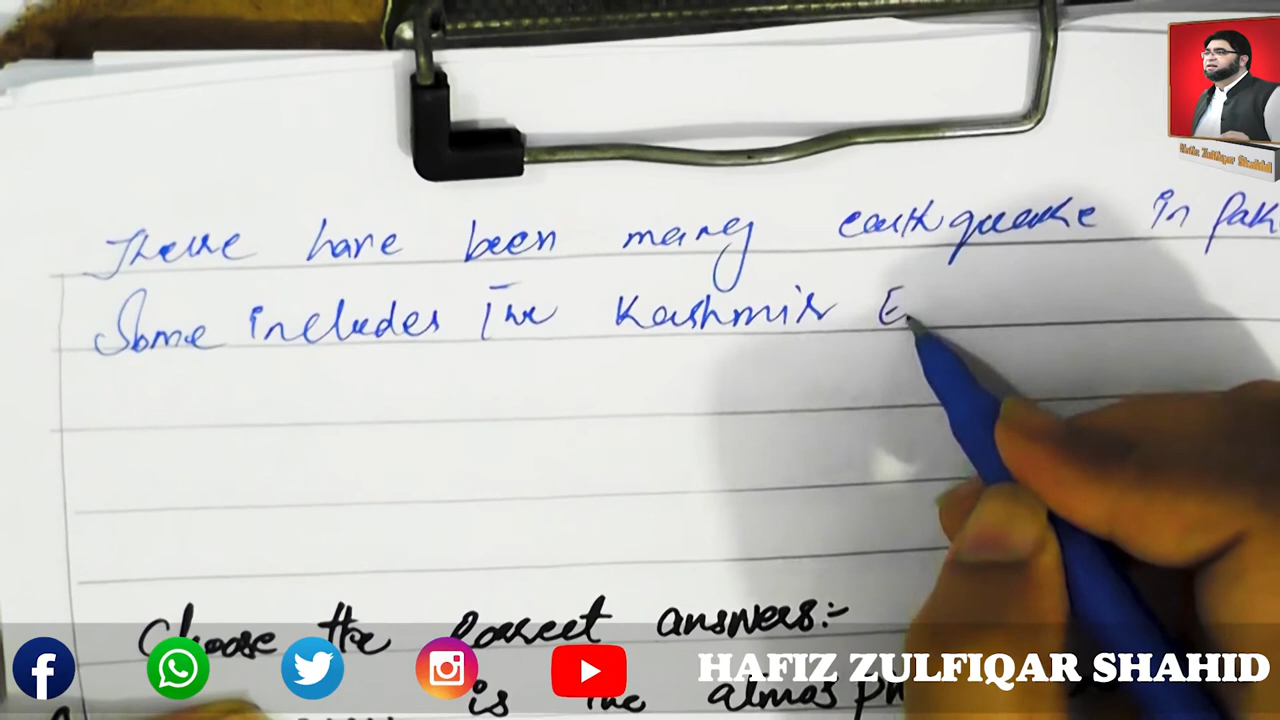 There have been many earthquake in Pak
Some includes The Kashmir E
Choose the correct answers:-
is the atmosph
Hafiz Zulfiqar Shahid
HAFIZ ZULFIQAR SHAHID